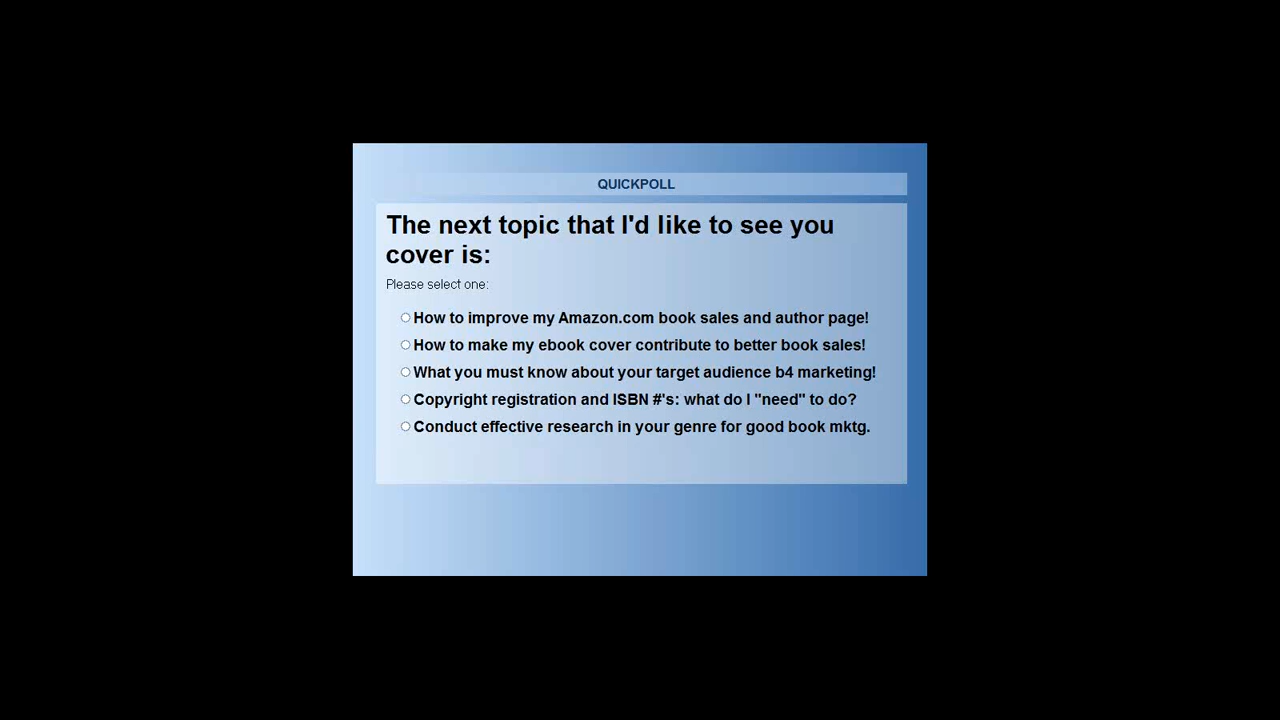 QUICKPOLL
The next topic that I'd like to see you
cover is:
Please select one:
How to improve my Amazon.com book sales and author page!
How to make my ebook cover contribute to better book sales!
What you must know about your target audience b4 marketing!
Copyright registration and ISBN #'s: what do I "need" to do?
Conduct effective research in your genre for good book mktg.